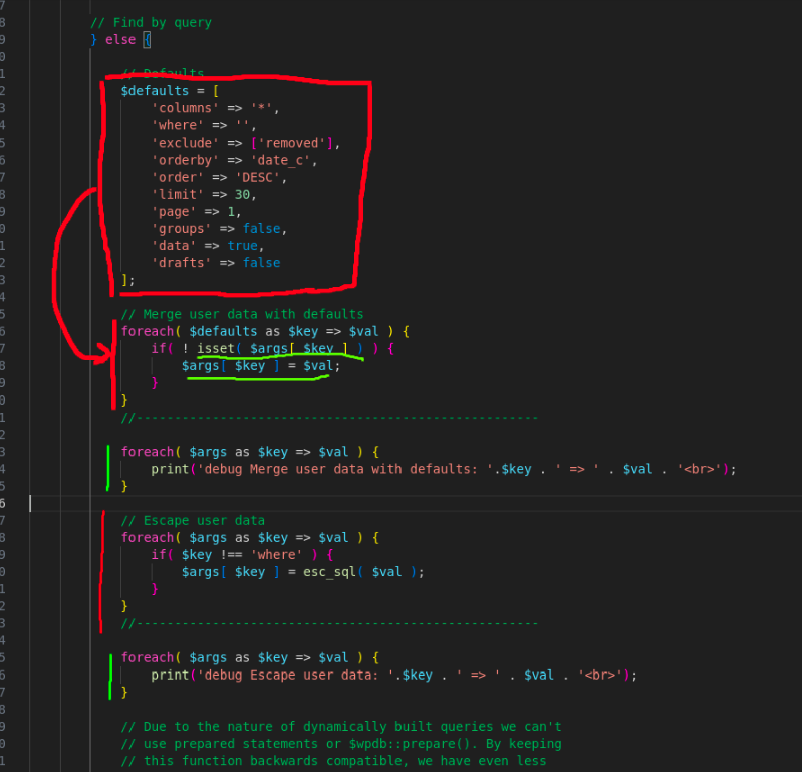 7
8 // Find by query
9 } else {
0
1 // Defaults
2 $defaults = [
3 'columns' => '*',
4 'where' => '',
5 'exclude' => ['removed'],
6 'orderby' => 'date_c',
7 'order' => 'DESC',
8 'limit' => 30,
9 'page' => 1,
0 'groups' => false,
1 'data' => true,
2 'drafts' => false
3 ];
4
5 // Merge user data with defaults
6 foreach( $defaults as $key => $val ) {
7 if( ! isset( $args[ $key ] ) ) {
8 $args[ $key ] = $val;
9 }
0 }
1 //-----------------------------------------------------
2
3 foreach( $args as $key => $val ) {
4 print('debug Merge user data with defaults: '.$key . ' => ' . $val . '<br>');
5 }
6
7 // Escape user data
8 foreach( $args as $key => $val ) {
9 if( $key !== 'where' ) {
0 $args[ $key ] = esc_sql( $val );
1 }
2 }
3 //-----------------------------------------------------
4
5 foreach( $args as $key => $val ) {
6 print('debug Escape user data: '.$key . ' => ' . $val . '<br>');
7 }
8
9 // Due to the nature of dynamically built queries we can't
0 // use prepared statements or $wpdb::prepare(). By keeping
1 // this function backwards compatible, we have even less